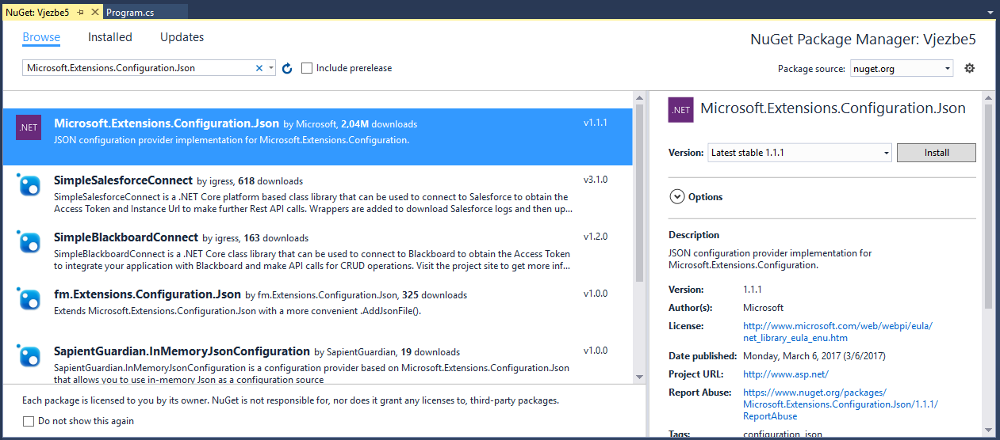 NuGet: Vjezbe5
Program.cs
Browse Installed Updates
NuGet Package Manager: Vjezbe5
Microsoft.Extensions.Configuration.Json
Include prerelease
Package source: nuget.org
.NET
Microsoft.Extensions.Configuration.Json by Microsoft, 2,04M downloads
v1.1.1
JSON configuration provider implementation for Microsoft.Extensions.Configuration.
SimpleSalesforceConnect by igress, 618 downloads
v3.1.0
SimpleSalesforceConnect is a .NET Core platform based class library that can be used to connect to Salesforce to obtain the
Access Token and Instance Url to make further Rest API calls. Wrappers are added to download Salesforce logs and then up...
SimpleBlackboardConnect by igress, 163 downloads
v1.2.0
SimpleBlackboardConnect is a .NET Core class library that can be used to connect to Blackboard to obtain the Access Token
to integrate your application with Blackboard and make API calls for CRUD operations. Visit the project site to get more inf...
fm.Extensions.Configuration.Json by fm.Extensions.Configuration.Json, 325 downloads
v1.0.0
Extends Microsoft.Extensions.Configuration.Json with a more convenient .AddJsonFile().
SapientGuardian.InMemoryJsonConfiguration by SapientGuardian, 19 downloads
v1.0.0
SapientGuardian.InMemoryJsonConfiguration is a configuration provider based on Microsoft.Extensions.Configuration.Json
that allows you to use in-memory Json as a configuration source
Each package is licensed to you by its owner. NuGet is not responsible for, nor does it grant any licenses to, third-party packages.
Do not show this again
.NET
Microsoft.Extensions.Configuration.Json
Version: Latest stable 1.1.1 Install
Options
Description
JSON configuration provider implementation for
Microsoft.Extensions.Configuration.
Version: 1.1.1
Author(s): Microsoft
License: http://www.microsoft.com/web/webpi/eula/
net_library_eula_enu.htm
Date published: Monday, March 6, 2017 (3/6/2017)
Project URL: http://www.asp.net/
Report Abuse: https://www.nuget.org/packages/
Microsoft.Extensions.Configuration.Json/1.1.1/
ReportAbuse
Tags: configuration, json